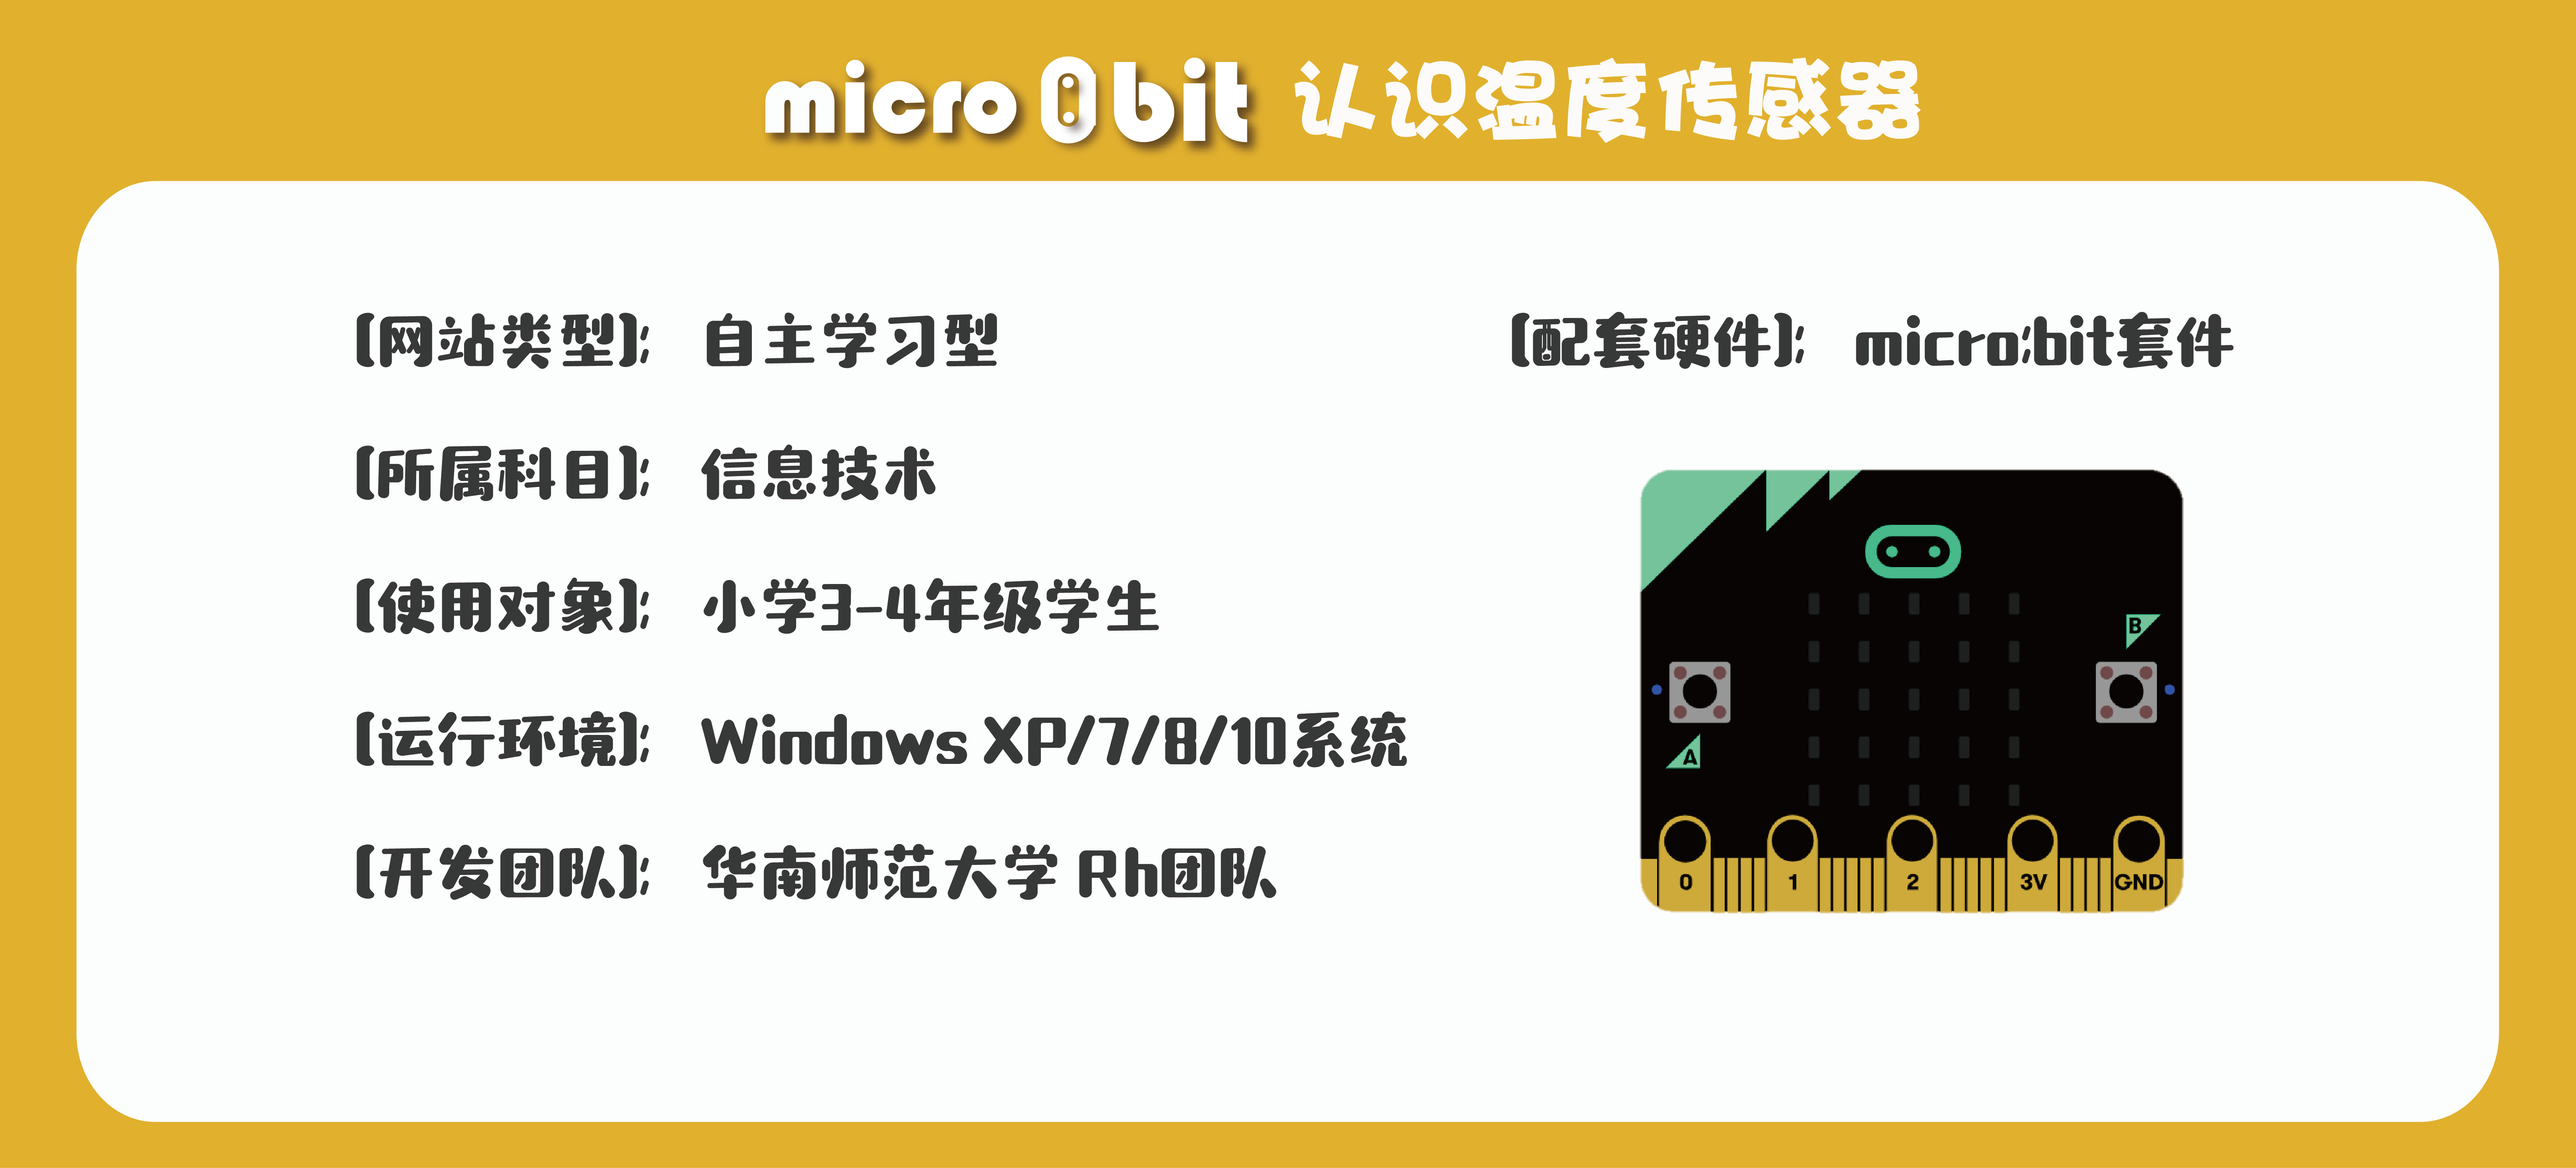 micro bit 认识温度传感器
【网站类型】： 自主学习型
【所属科目】： 信息技术
【使用对象】： 小学3-4年级学生
【运行环境】： Windows XP/7/8/10系统
【开发团队】： 华南师范大学 Rh团队
【配套硬件】： micro:bit套件
B
A
0 1 2 3V GND